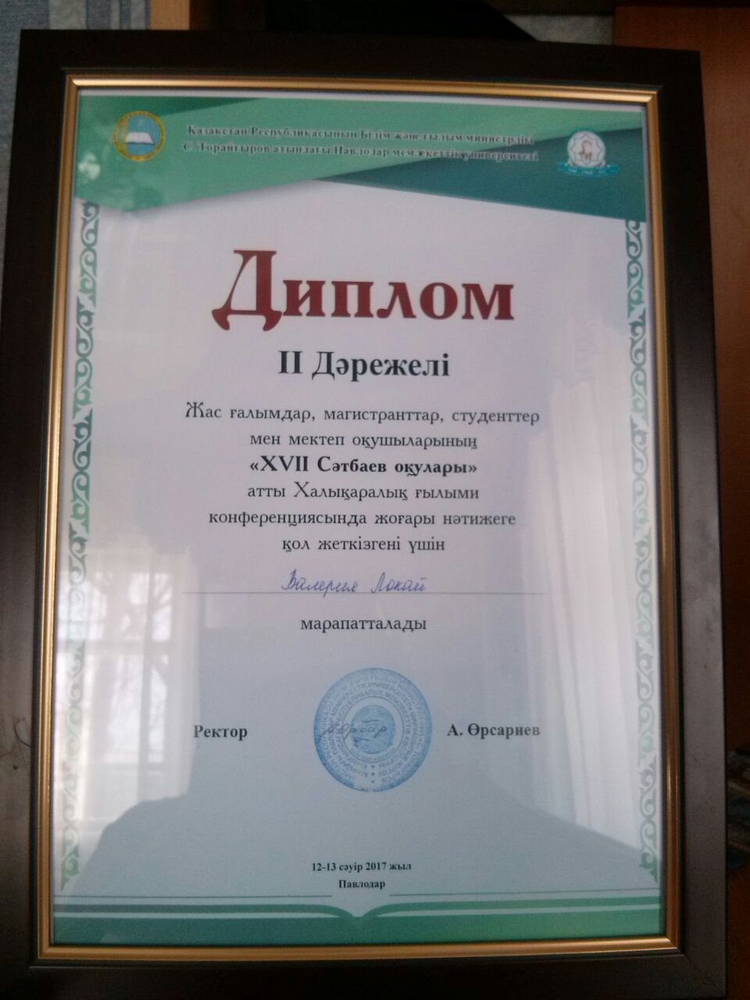 Қазақстан Республикасының Білім және ғылым министрлігі
С. Торайғыров атындағы Павлодар мемлекеттік университеті
Диплом
II Дәрежелі
Жас ғалымдар, магистранттар, студенттер
мен мектеп оқушыларының
«XVII Сәтбаев оқулары»
атты Халықаралық ғылыми
конференциясында жоғары нәтижеге
қол жеткізгені үшін
Валерия Локай
марапатталады
Ректор
А. Өрсариев
12-13 сәуір 2017 жыл
Павлодар